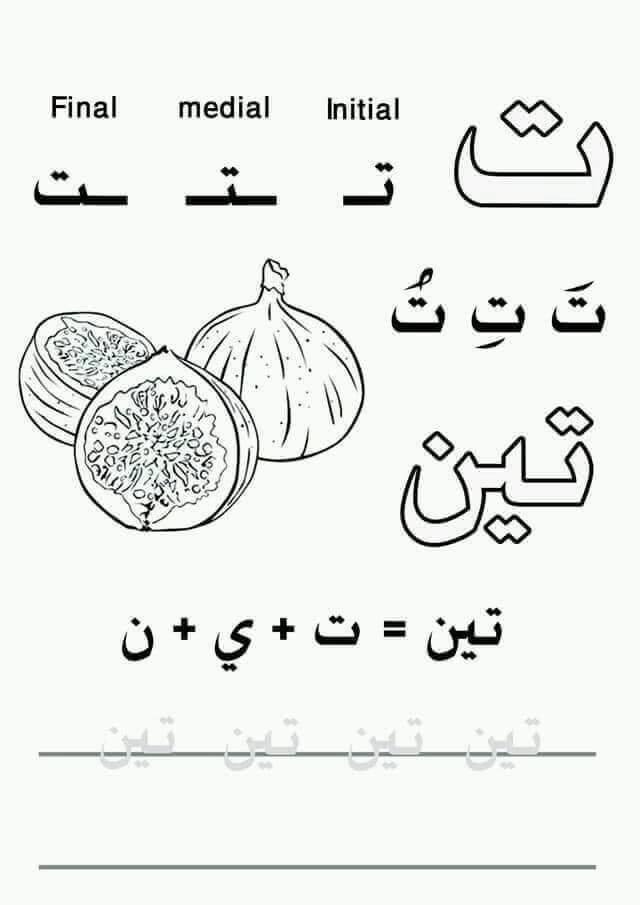 Final medial Initial
ت
تـ ـتـ ـت
تَ تِ تُ
تين
تين = ت + ي + ن
تين تين تين تين